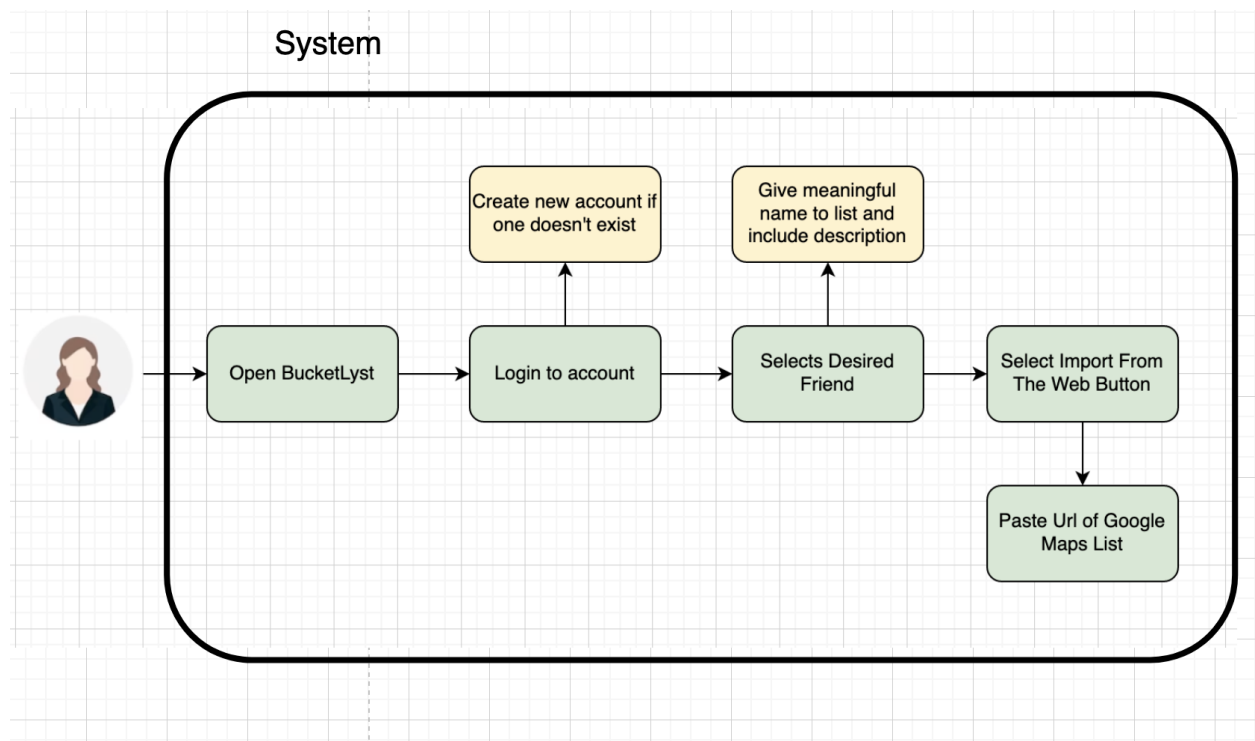 System
Create new account if
one doesn't exist
Give meaningful
name to list and
include description
Open BucketLyst
Login to account
Selects Desired
Friend
Select Import From
The Web Button
Paste Url of Google
Maps List